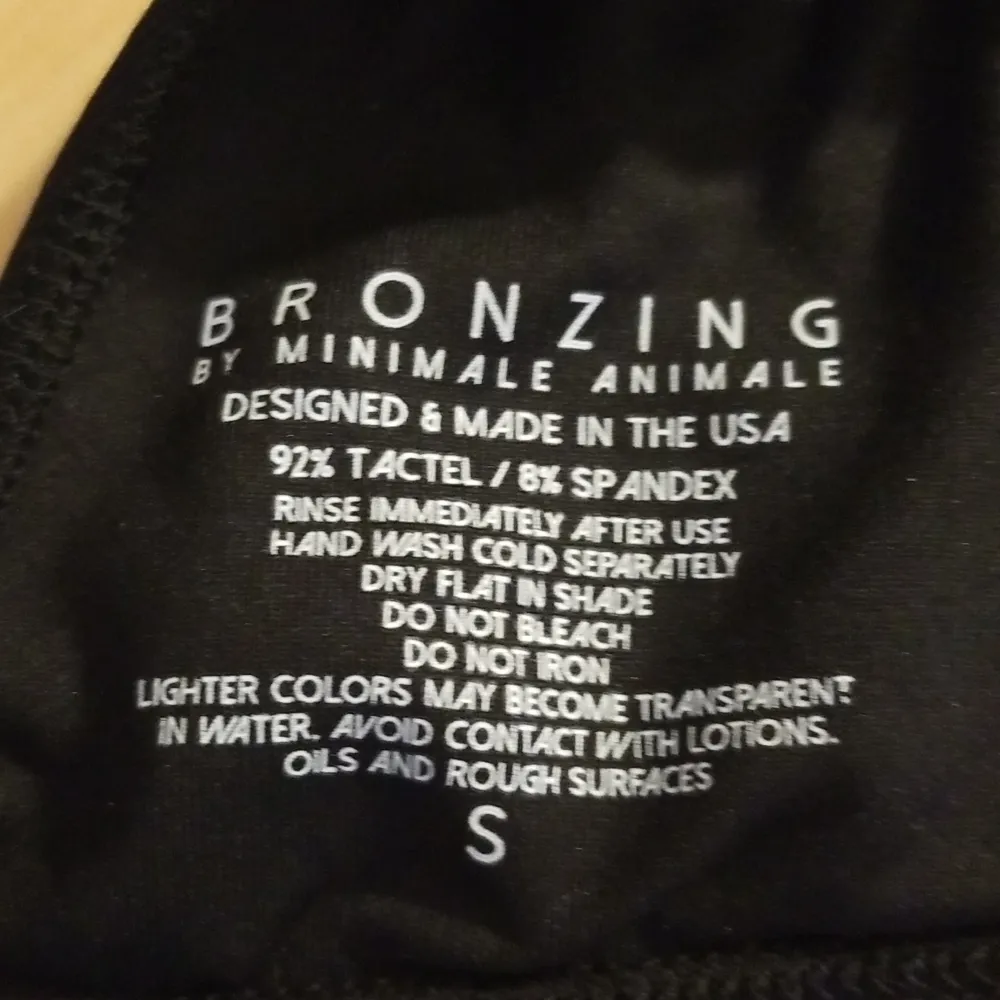 BRONZING
BY MINIMALE ANIMALE
DESIGNED & MADE IN THE USA
92% TACTEL / 8% SPANDEX
RINSE IMMEDIATELY AFTER USE
HAND WASH COLD SEPARATELY
DRY FLAT IN SHADE
DO NOT BLEACH
DO NOT IRON
LIGHTER COLORS MAY BECOME TRANSPARENT
IN WATER. AVOID CONTACT WITH LOTIONS.
OILS AND ROUGH SURFACES
S